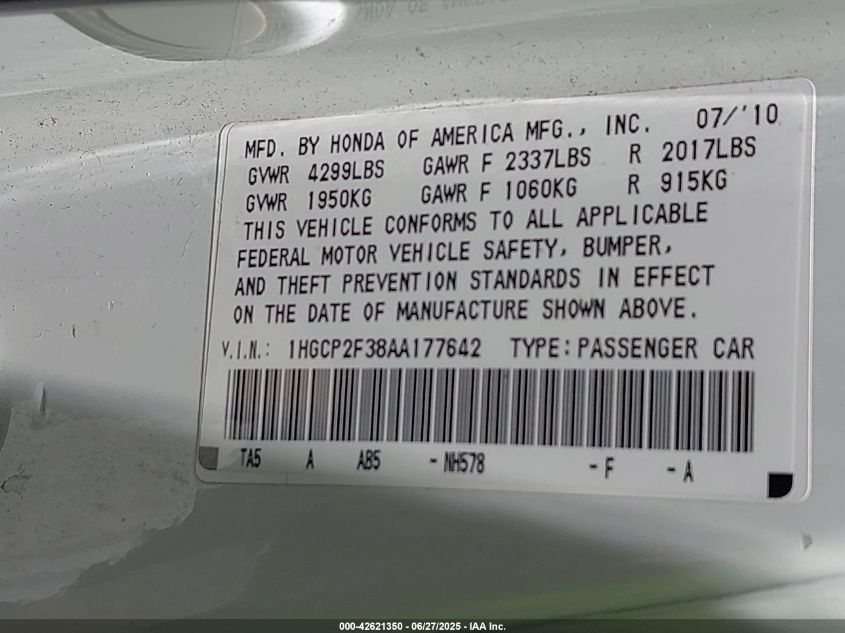 MFD. BY HONDA OF AMERICA MFG., INC. 07/'10
GVWR 4299LBS GAWR F 2337LBS R 2017LBS
GVWR 1950KG GAWR F 1060KG R 915KG
THIS VEHICLE CONFORMS TO ALL APPLICABLE
FEDERAL MOTOR VEHICLE SAFETY, BUMPER,
AND THEFT PREVENTION STANDARDS IN EFFECT
ON THE DATE OF MANUFACTURE SHOWN ABOVE.
V.I.N.: 1HGCP2F38AA177642 TYPE: PASSENGER CAR
TA5 A AB5 -NH578 -F -A
000-42621350 - 06/27/2025 - IAA Inc.